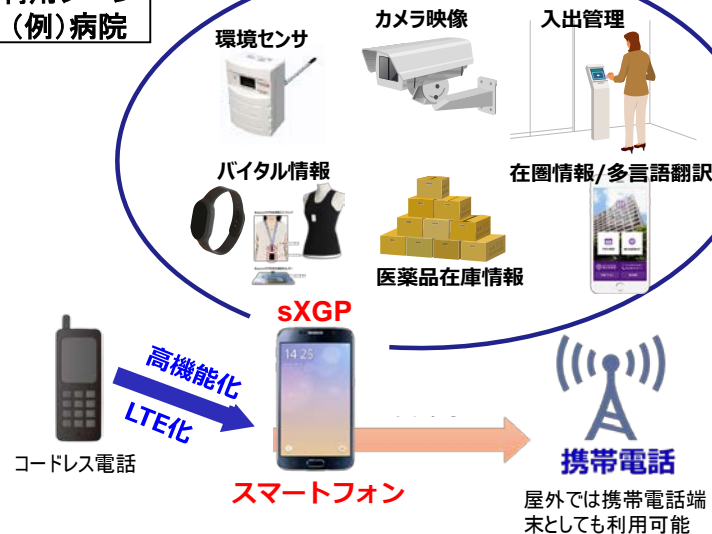 (例)病院
環境センサ
カメラ映像
入出管理
バイタル情報
在圏情報/多言語翻訳
医薬品在庫情報
sXGP
14 25
高機能化
LTE化
コードレス電話
スマートフォン
携帯電話
屋外では携帯電話端
末としても利用可能